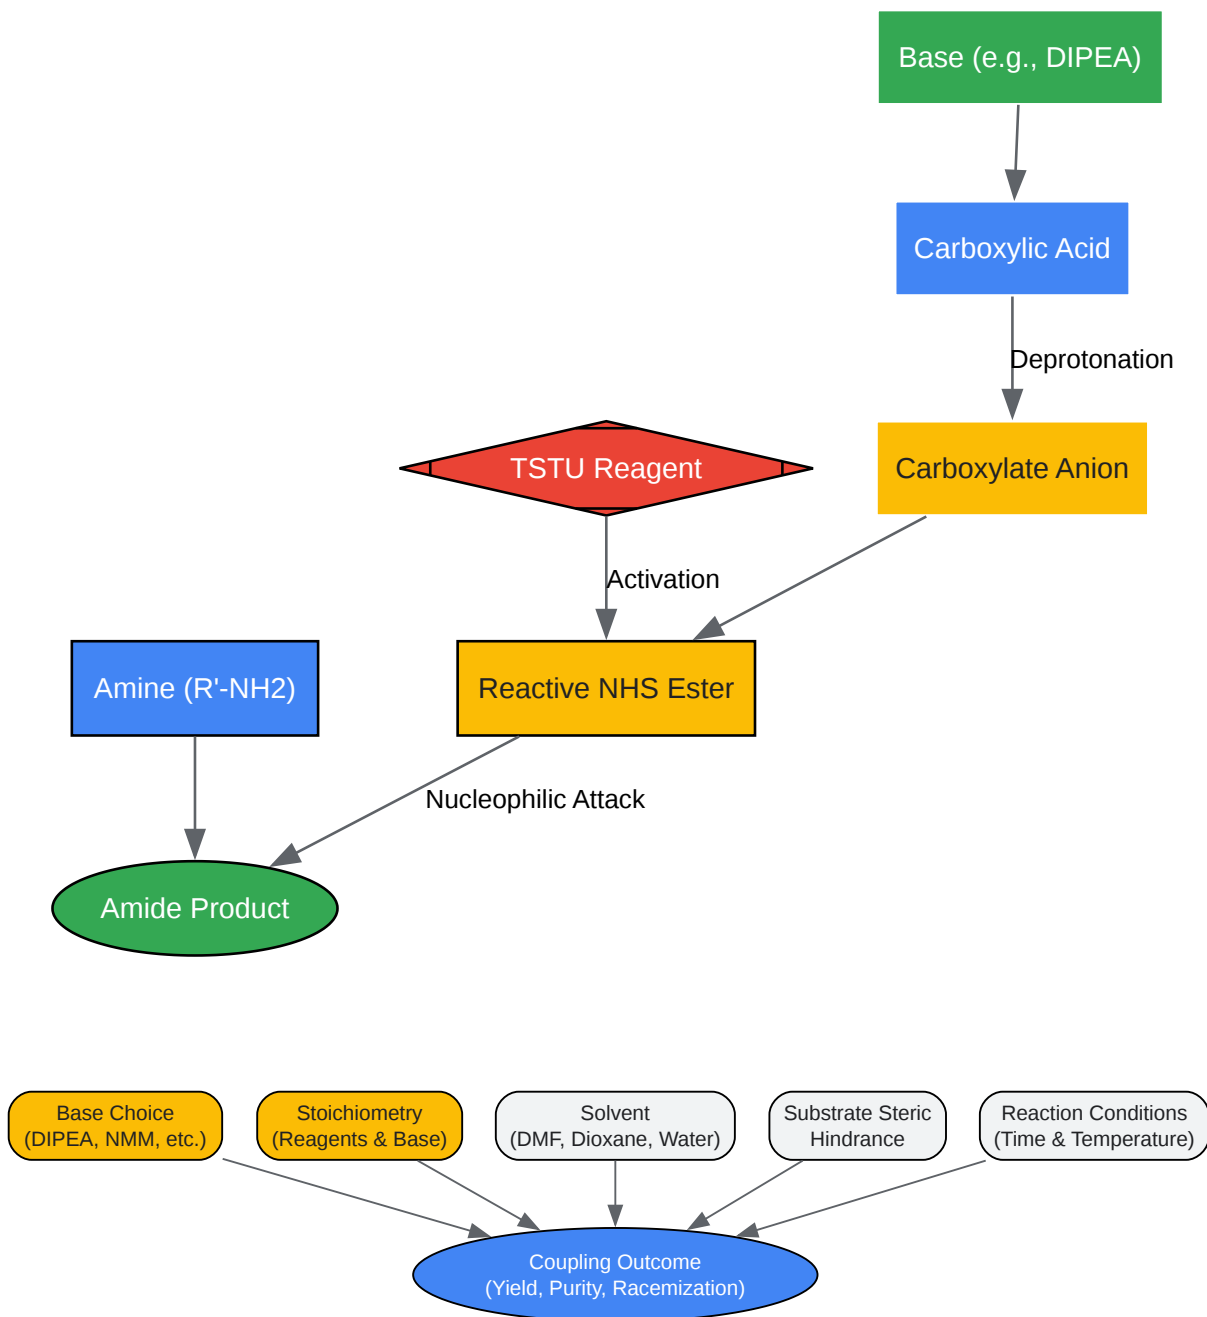 Base (e.g., DIPEA)
Carboxylic Acid
Deprotonation
TSTU Reagent
Carboxylate Anion
Activation
Amine (R'-NH2)
Reactive NHS Ester
Nucleophilic Attack
Amide Product
Base Choice
(DIPEA, NMM, etc.)
Stoichiometry
(Reagents & Base)
Solvent
(DMF, Dioxane, Water)
Substrate Steric
Hindrance
Reaction Conditions
(Time & Temperature)
Coupling Outcome
(Yield, Purity, Racemization)